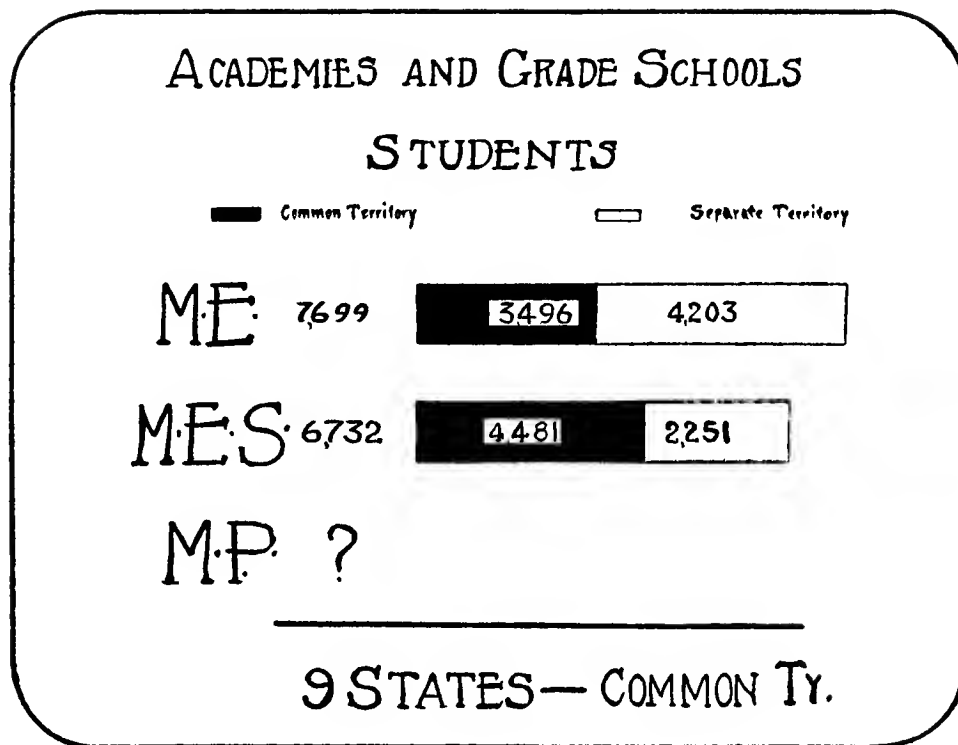 ACADEMIES AND GRADE SCHOOLS
STUDENTS
Common Territory Separate Territory
M.E. 7,699 3,496 4,203
M.E.S. 6,732 4,481 2,251
M.P. ?
9 STATES — COMMON TY.